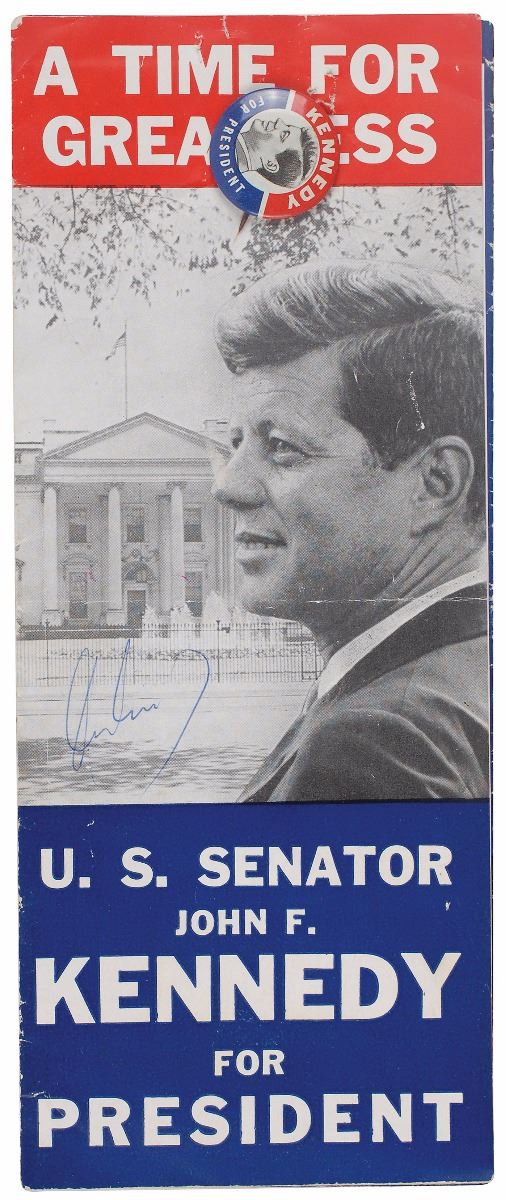 A TIME FOR
GREA ESS
FOR PRESIDENT
KENNEDY
U. S. SENATOR
JOHN F.
KENNEDY
FOR
PRESIDENT